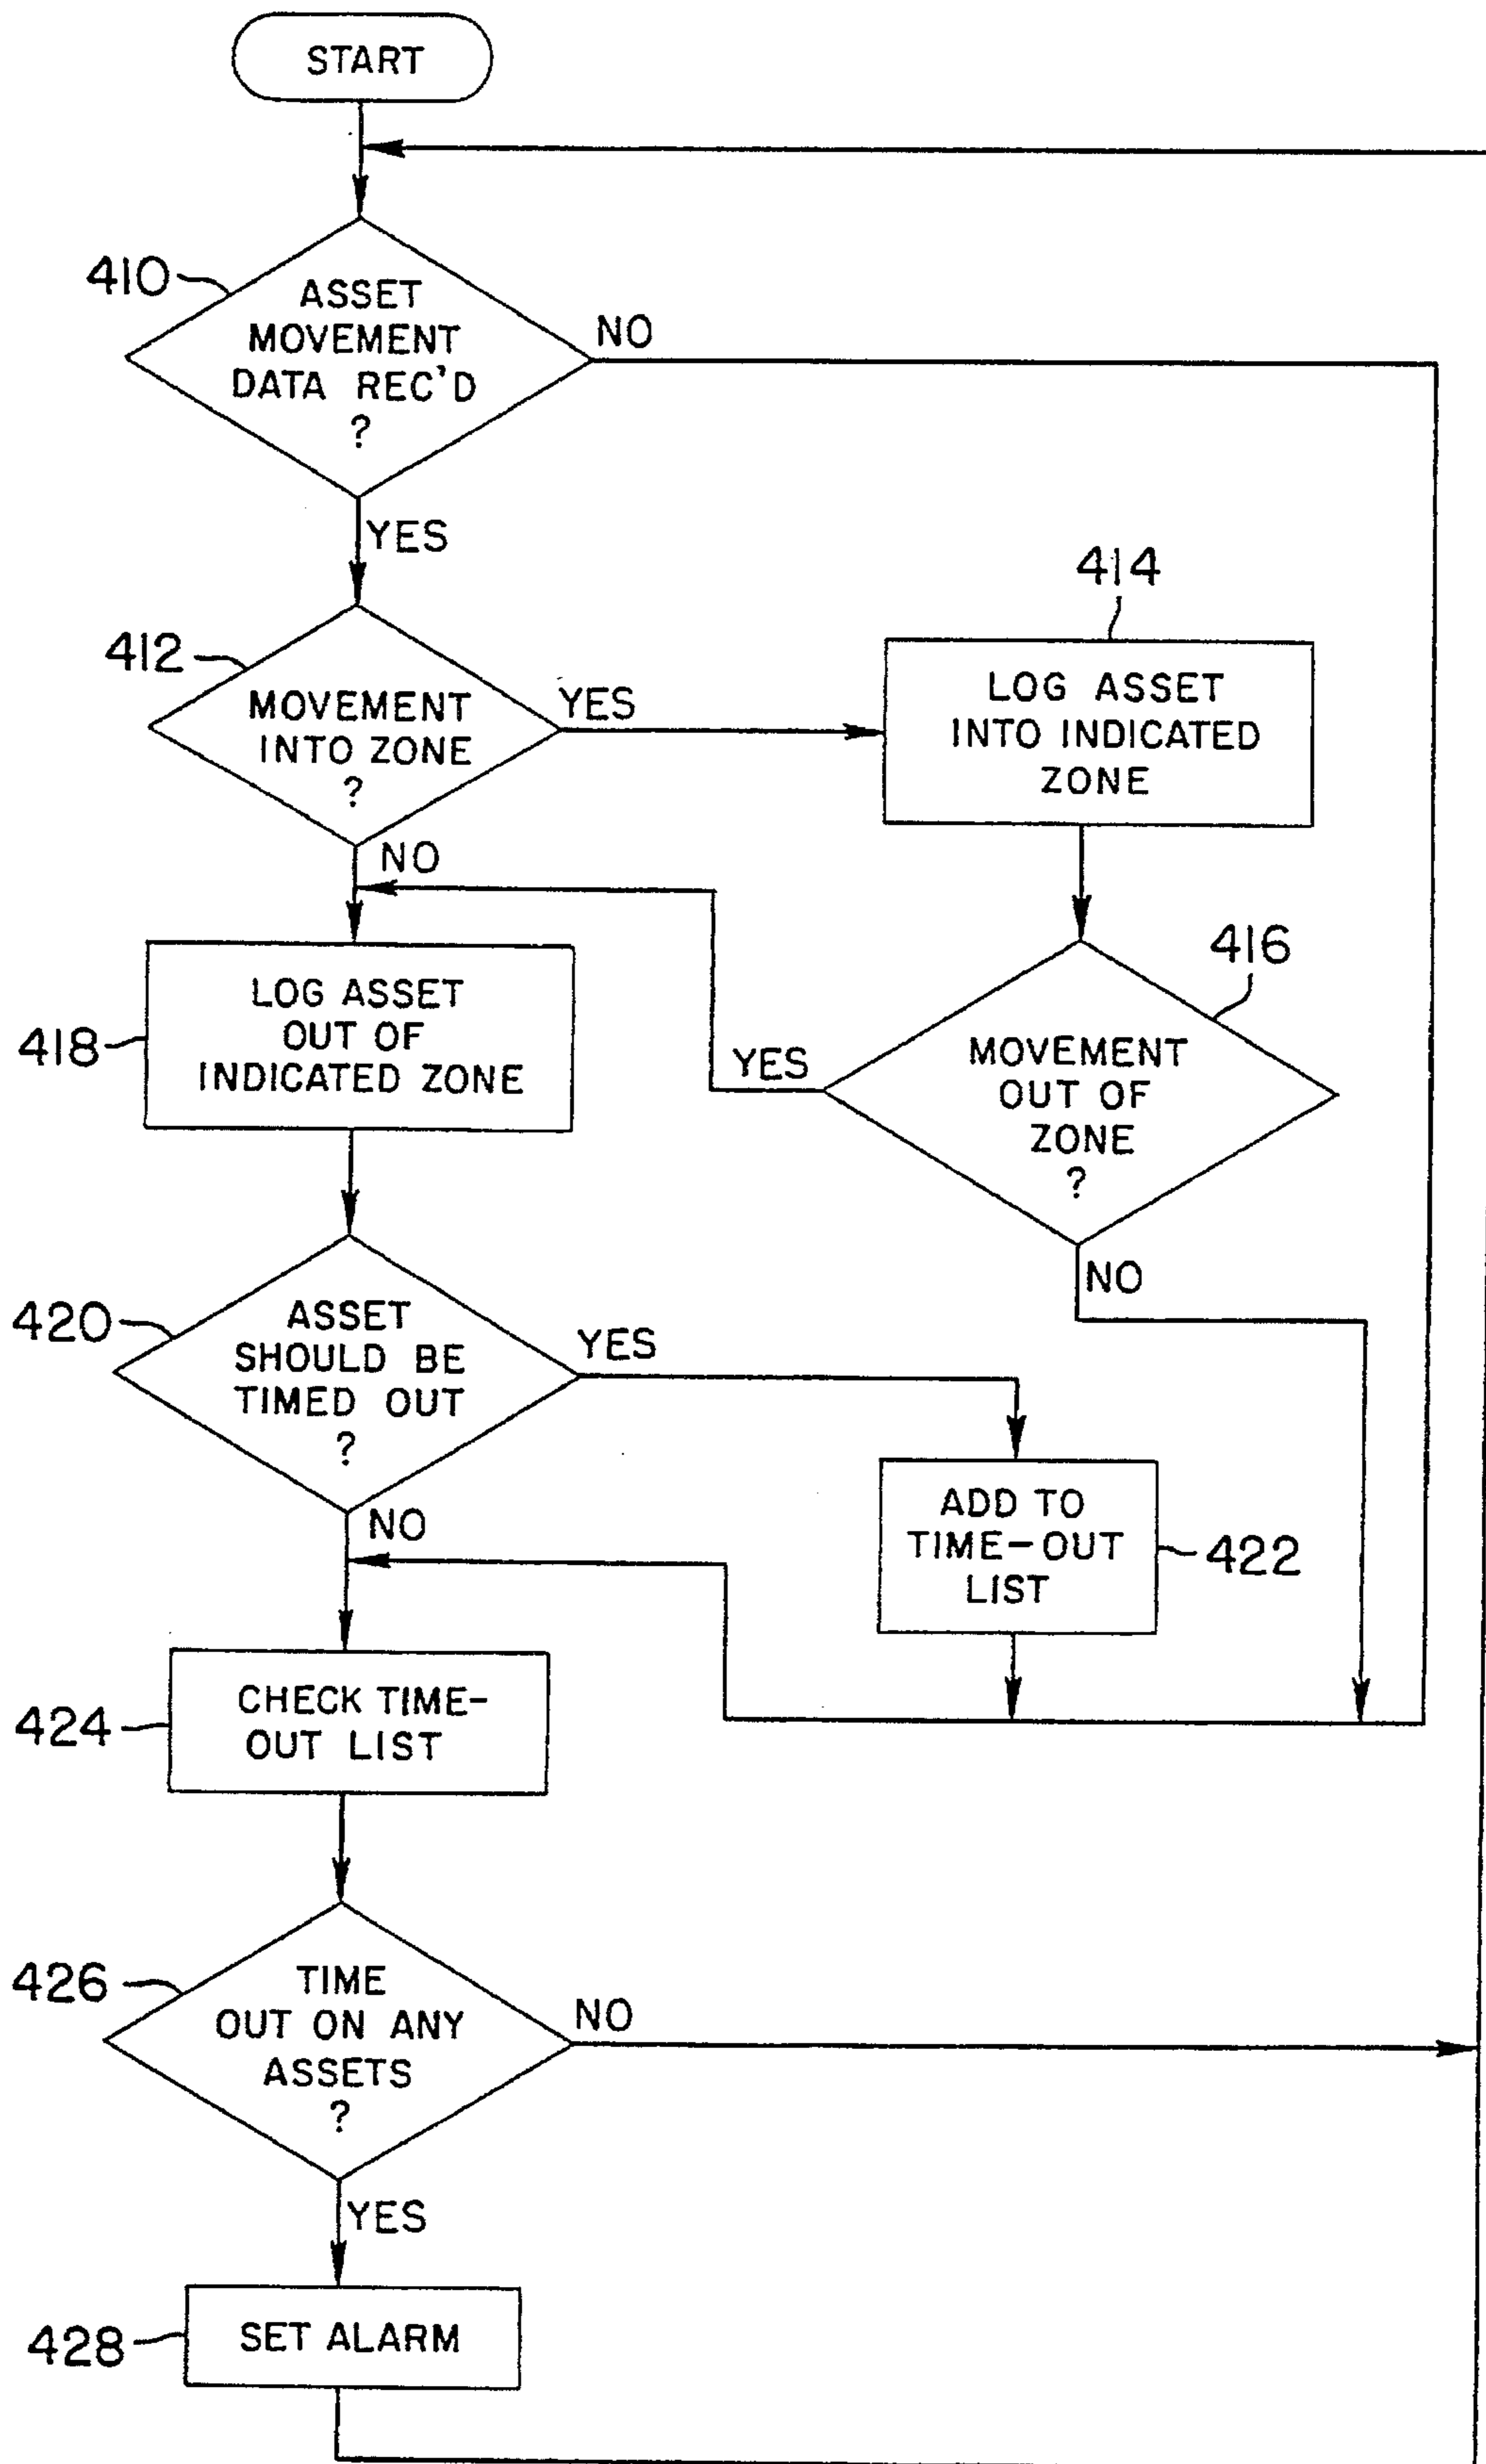 START
410
ASSET
MOVEMENT
DATA REC'D
?
NO
YES
412
MOVEMENT
INTO ZONE
?
YES
NO
414
LOG ASSET
INTO INDICATED
ZONE
416
MOVEMENT
OUT OF
ZONE
?
YES
NO
418
LOG ASSET
OUT OF
INDICATED ZONE
420
ASSET
SHOULD BE
TIMED OUT
?
YES
NO
ADD TO
TIME-OUT
LIST
422
424
CHECK TIME-
OUT LIST
426
TIME
OUT ON ANY
ASSETS
?
NO
YES
428
SET ALARM